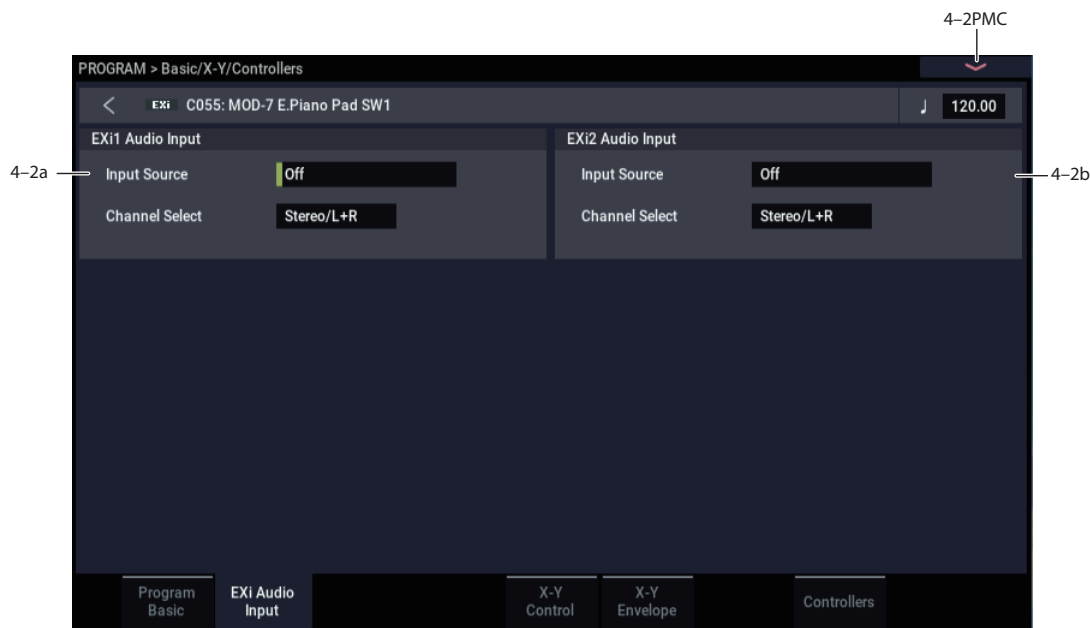 4–2PMC
PROGRAM > Basic/X-Y/Controllers
EXi C055: MOD-7 E.Piano Pad SW1
♩ 120.00
EXi1 Audio Input
4–2a
Input Source Off
Channel Select Stereo/L+R
EXi2 Audio Input
Input Source Off
4–2b
Channel Select Stereo/L+R
Program
Basic
EXi Audio
Input
X-Y
Control
X-Y
Envelope
Controllers